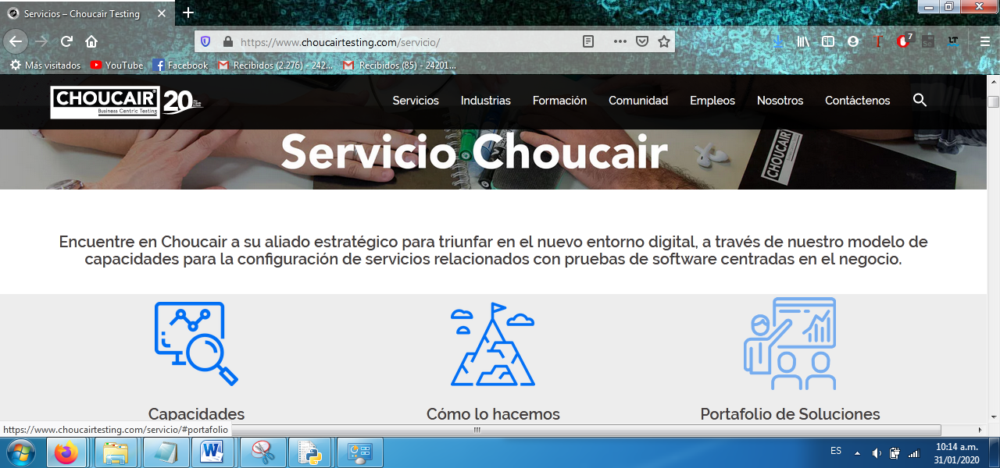 Servicios – Choucair Testing
https://www.choucairtesting.com/servicio/
7
LT
Más visitados
YouTube
Facebook
Recibidos (2.276) - 242...
Recibidos (85) - 24201...
CHOUCAIR®
Business Centric Testing
20
Servicios
Industrias
Formación
Comunidad
Empleos
Nosotros
Contáctenos
Servicio Choucair
CHOUCAIR
Encuentre en Choucair a su aliado estratégico para triunfar en el nuevo entorno digital, a través de nuestro modelo de
capacidades para la configuración de servicios relacionados con pruebas de software centradas en el negocio.
Capacidades
Cómo lo hacemos
Portafolio de Soluciones
https://www.choucairtesting.com/servicio/#portafolio
ES
10:14 a.m.
31/01/2020